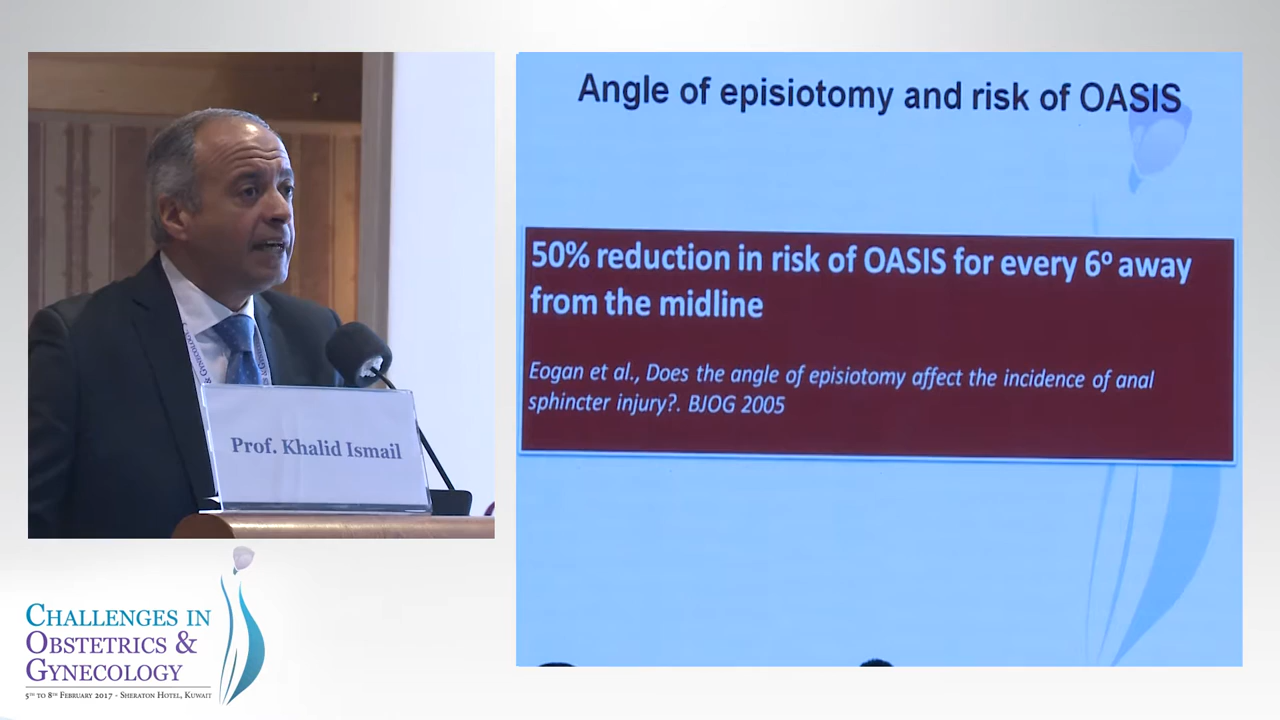 Angle of episiotomy and risk of OASIS
50% reduction in risk of OASIS for every 6º away
from the midline
Eogan et al., Does the angle of episiotomy affect the incidence of anal
sphincter injury?. BJOG 2005
Prof. Khalid Ismail
CHALLENGES IN
OBSTETRICS &
GYNECOLOGY
5TH TO 8TH FEBRUARY 2017 - SHERATON HOTEL, KUWAIT